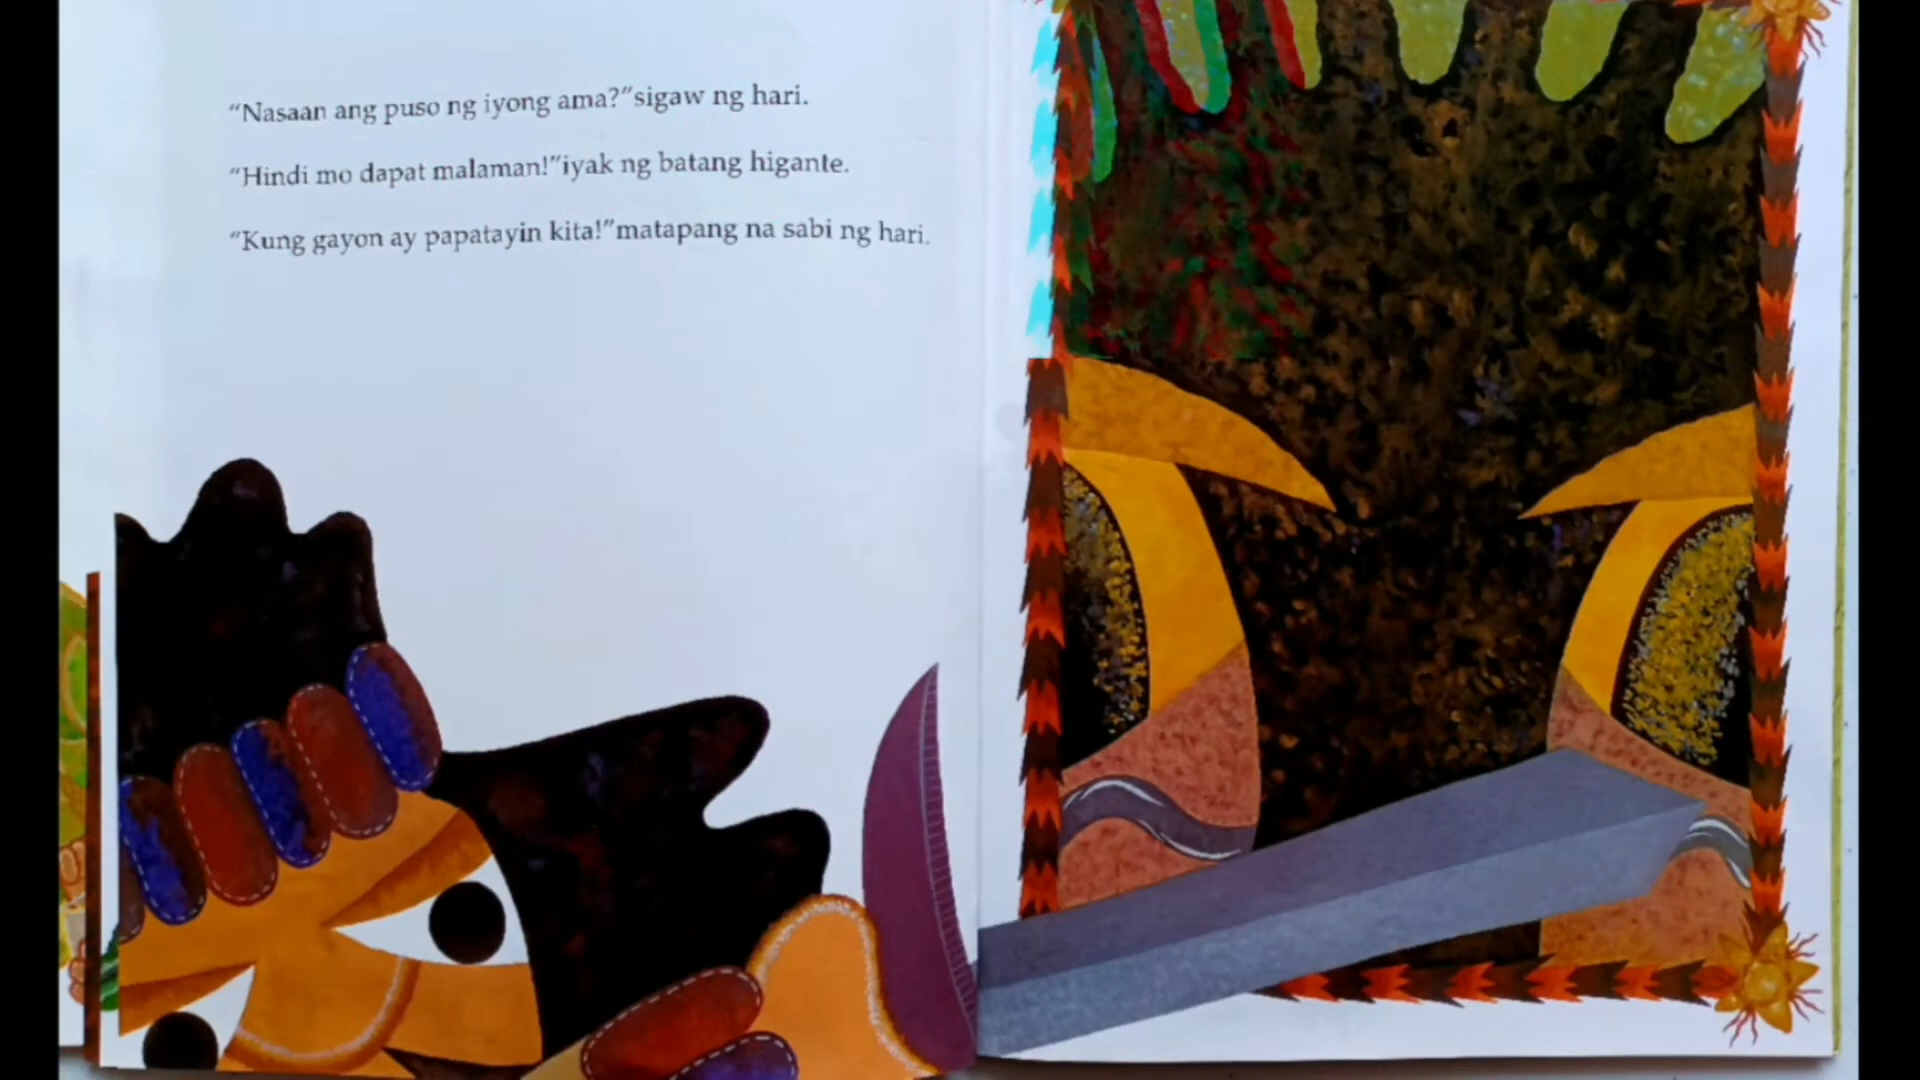 “Nasaan ang puso ng iyong ama?”sigaw ng hari.
“Hindi mo dapat malaman!”iyak ng batang higante.
“Kung gayon ay papatayin kita!”matapang na sabi ng hari.